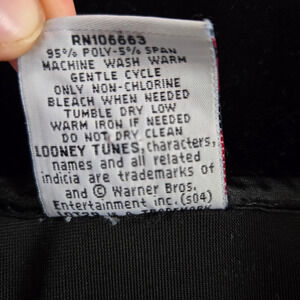 RN106663
95% POLY-5% SPAN
MACHINE WASH WARM
GENTLE CYCLE
ONLY NON-CHLORINE
BLEACH WHEN NEEDED
TUMBLE DRY LOW
WARM IRON IF NEEDED
DO NOT DRY CLEAN
LOONEY TUNES, characters,
names and all related
indicia are trademarks of
and © Warner Bros.
Entertainment inc. (s04)
TRADEMARK